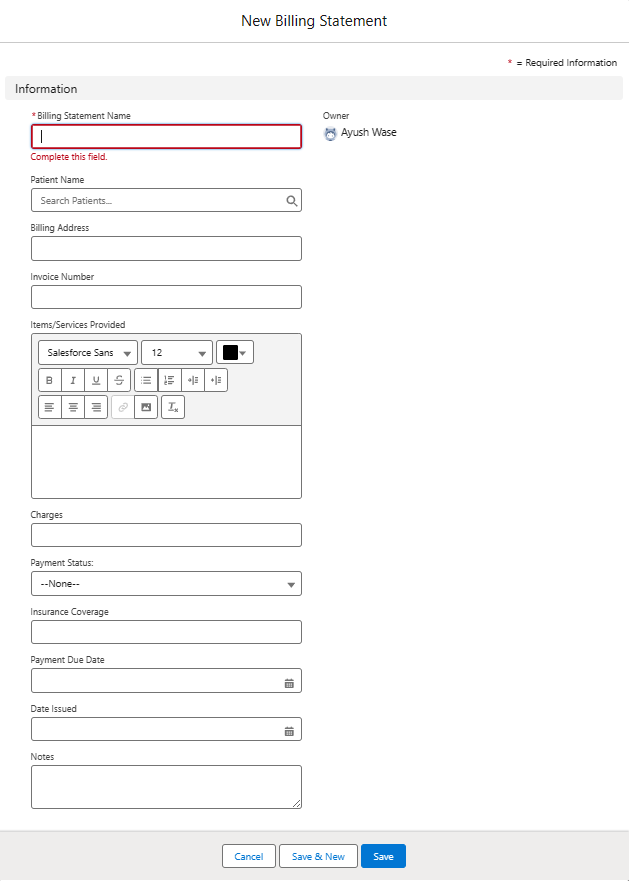 New Billing Statement
* = Required Information
Information
*Billing Statement Name
Complete this field.
Owner
Ayush Wase
Patient Name
Search Patients...
Billing Address
Invoice Number
Items/Services Provided
Salesforce Sans
12
B I U S
Charges
Payment Status:
--None--
Insurance Coverage
Payment Due Date
Date Issued
Notes
Cancel
Save & New
Save